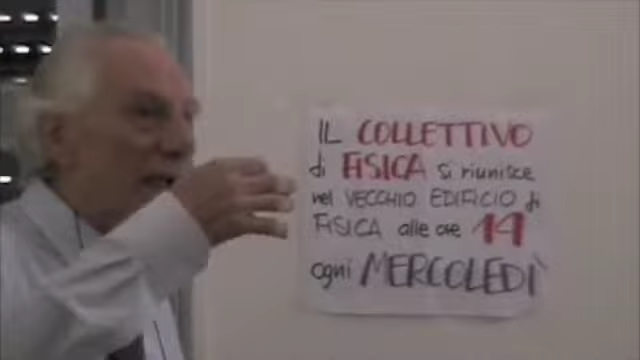 IL COLLETTIVO
di FISICA si riunisce
nel VECCHIO EDIFICIO di
FISICA alle ore 14
ogni MERCOLEDÌ